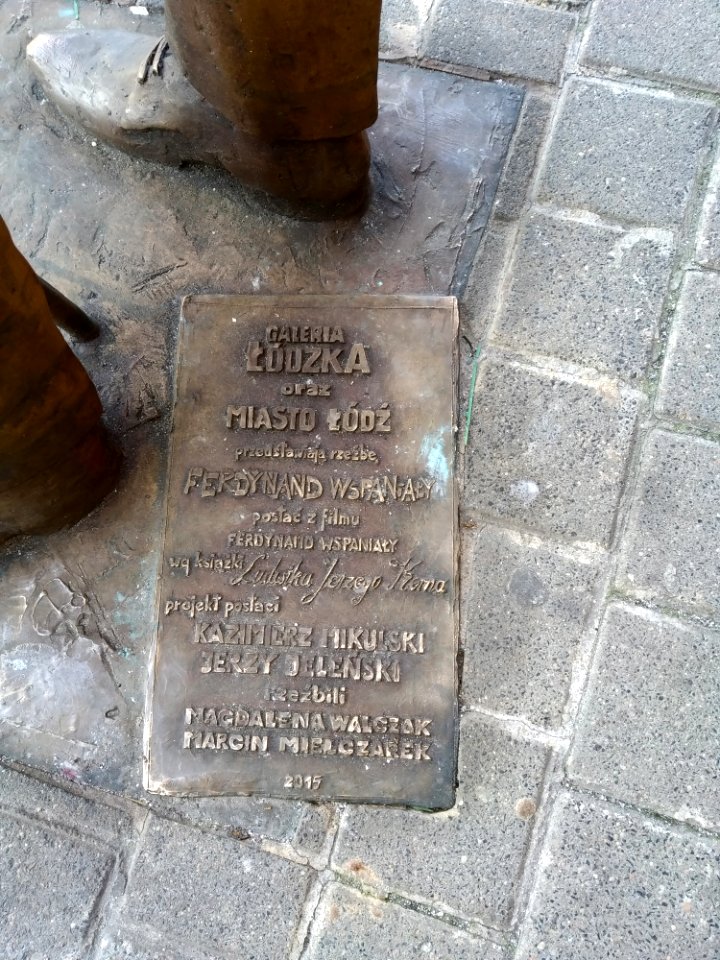 GALERIA
ŁÓDZKA
oraz
MIASTO ŁÓDŹ
przedstawiają rzeźbę
FERDYNAND WSPANIAŁY
postać z filmu
FERDYNAND WSPANIAŁY
wg książki Ludwika Jerzego Kerna
projekt postaci
KAZIMIERZ MIKULSKI
JERZY JELEŃSKI
rzeźbili
MAGDALENA WALCZAK
MARCIN MIELCZAREK
2015